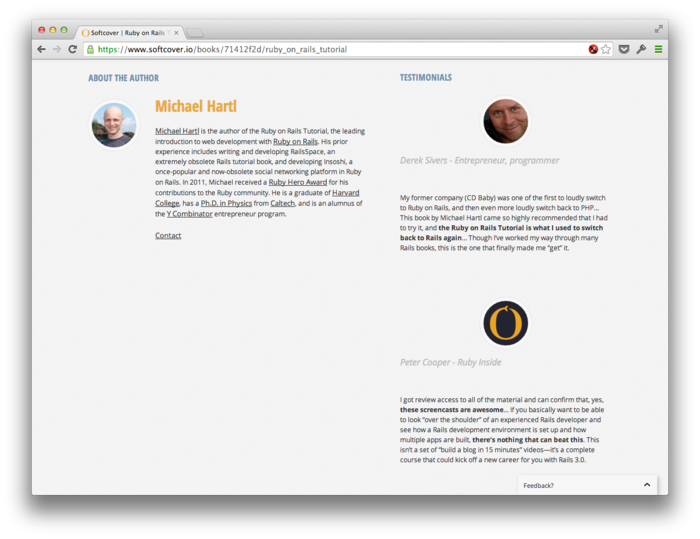 Softcover | Ruby on Rails T
https://www.softcover.io/books/71412f2d/ruby_on_rails_tutorial
ABOUT THE AUTHOR
Michael Hartl
Michael Hartl is the author of the Ruby on Rails Tutorial, the leading
introduction to web development with Ruby on Rails. His prior
experience includes writing and developing RailsSpace, an
extremely obsolete Rails tutorial book, and developing Insoshi, a
once-popular and now-obsolete social networking platform in Ruby
on Rails. In 2011, Michael received a Ruby Hero Award for his
contributions to the Ruby community. He is a graduate of Harvard
College, has a Ph.D. in Physics from Caltech, and is an alumnus of
the Y Combinator entrepreneur program.
Contact
TESTIMONIALS
Derek Sivers - Entrepreneur, programmer
My former company (CD Baby) was one of the first to loudly switch
to Ruby on Rails, and then even more loudly switch back to PHP...
This book by Michael Hartl came so highly recommended that I had
to try it, and the Ruby on Rails Tutorial is what I used to switch
back to Rails again... Though I've worked my way through many
Rails books, this is the one that finally made me “get” it.
Peter Cooper - Ruby Inside
I got review access to all of the material and can confirm that, yes,
these screencasts are awesome... If you basically want to be able
to look “over the shoulder” of an experienced Rails developer and
see how a Rails development environment is set up and how
multiple apps are built, there's nothing that can beat this. This
isn't a set of “build a blog in 15 minutes” videos—it's a complete
course that could kick off a new career for you with Rails 3.0.
Feedback?